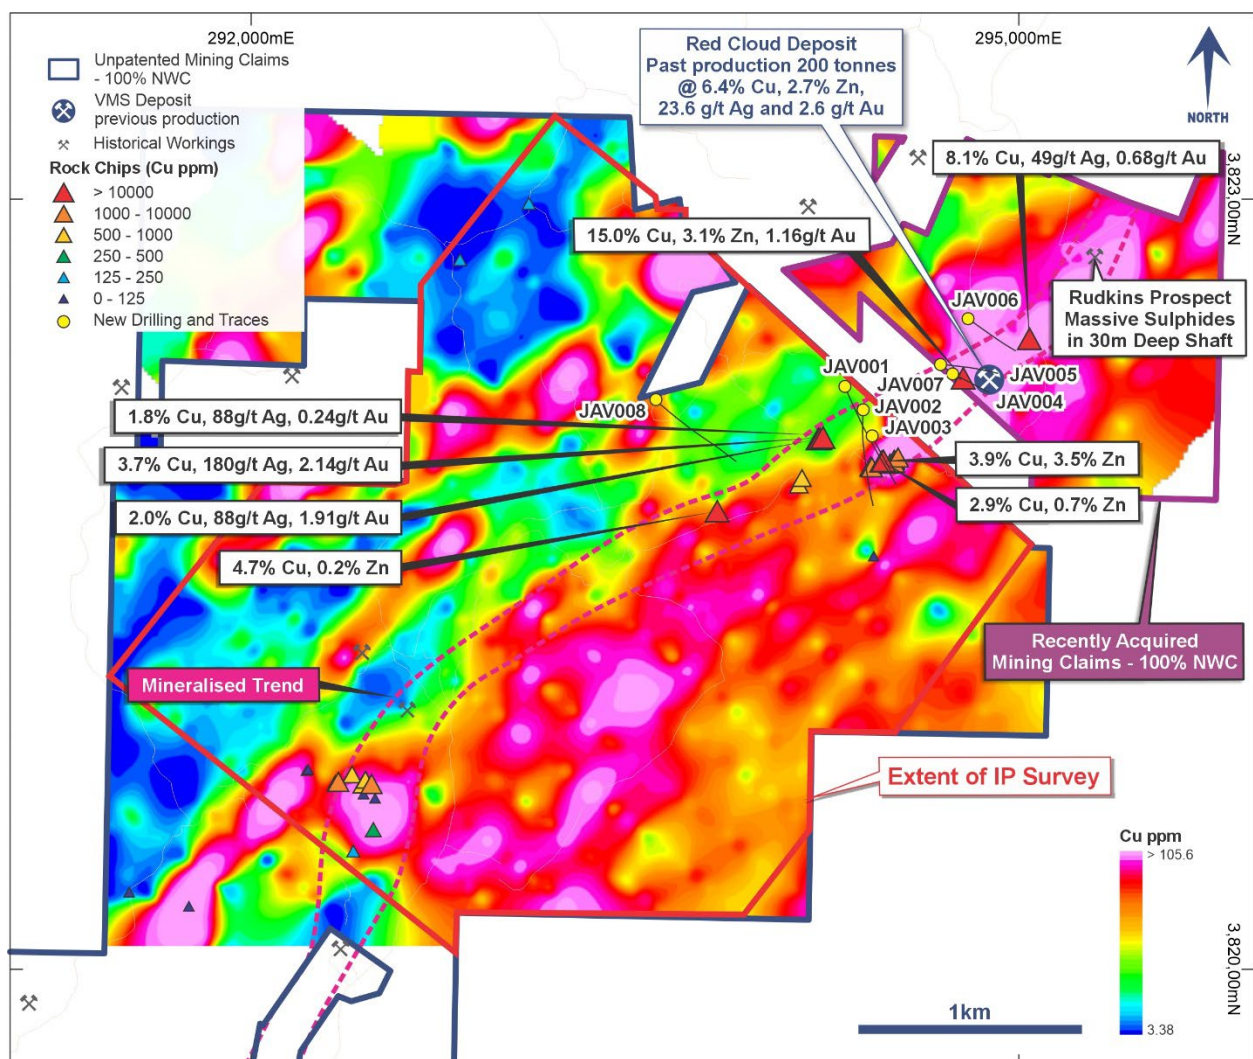 292,000mE
295,000mE
Unpatented Mining Claims
- 100% NWC
VMS Deposit
previous production
Historical Workings
Rock Chips (Cu ppm)
> 10000
1000 - 10000
500 - 1000
250 - 500
125 - 250
0 - 125
New Drilling and Traces
Red Cloud Deposit
Past production 200 tonnes
@ 6.4% Cu, 2.7% Zn,
23.6 g/t Ag and 2.6 g/t Au
NORTH
8.1% Cu, 49g/t Ag, 0.68g/t Au
3,823,00mN
15.0% Cu, 3.1% Zn, 1.16g/t Au
JAV006
Rudkins Prospect
Massive Sulphides
in 30m Deep Shaft
JAV001
JAV007
JAV005
JAV004
JAV008
JAV002
JAV003
1.8% Cu, 88g/t Ag, 0.24g/t Au
3.7% Cu, 180g/t Ag, 2.14g/t Au
2.0% Cu, 88g/t Ag, 1.91g/t Au
4.7% Cu, 0.2% Zn
3.9% Cu, 3.5% Zn
2.9% Cu, 0.7% Zn
Recently Acquired
Mining Claims - 100% NWC
Mineralised Trend
Extent of IP Survey
Cu ppm
> 105.6
3.38
3,820,00mN
1km